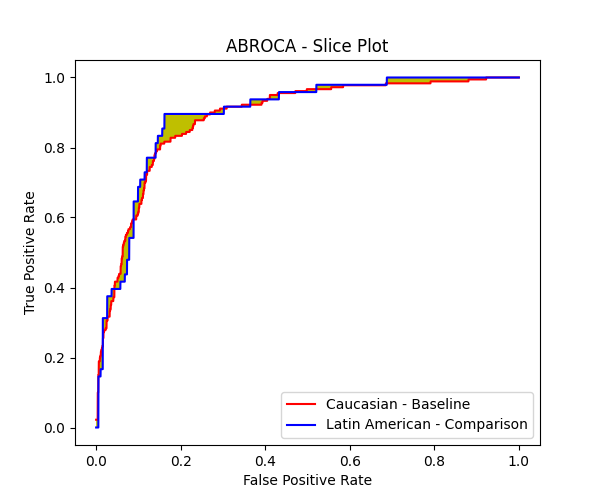 ABROCA - Slice Plot
1.0
0.8
0.6
0.4
0.2
0.0
True Positive Rate
0.0 0.2 0.4 0.6 0.8 1.0
False Positive Rate
Caucasian - Baseline
Latin American - Comparison